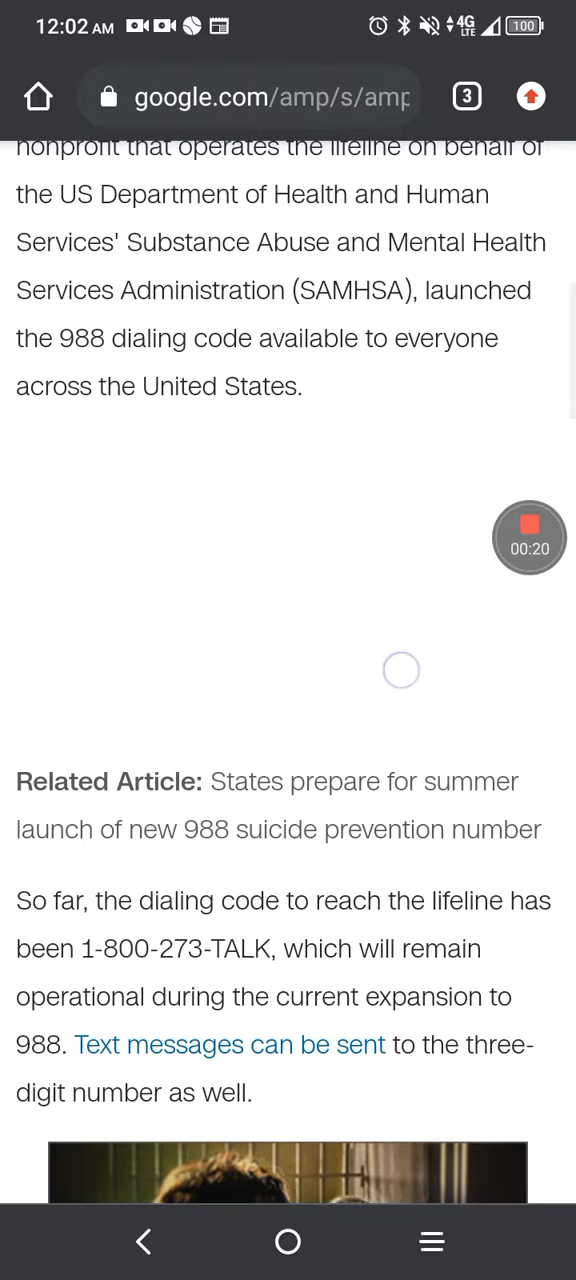 12:02 AM
4G
LTE
100
google.com/amp/s/amp
3
nonprofit that operates the lifeline on behalf of
the US Department of Health and Human
Services' Substance Abuse and Mental Health
Services Administration (SAMHSA), launched
the 988 dialing code available to everyone
across the United States.
00:20
Related Article: States prepare for summer
launch of new 988 suicide prevention number
So far, the dialing code to reach the lifeline has
been 1-800-273-TALK, which will remain
operational during the current expansion to
988. Text messages can be sent to the three-
digit number as well.